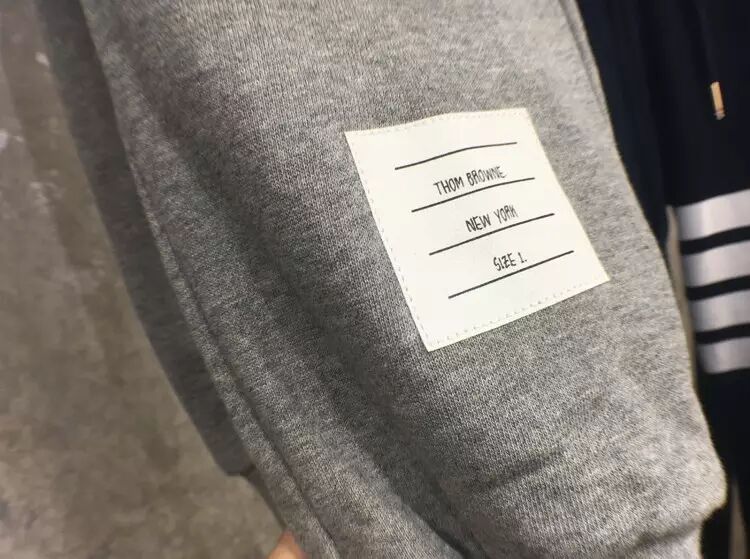 THOM BROWNE
NEW YORK
SIZE 1.